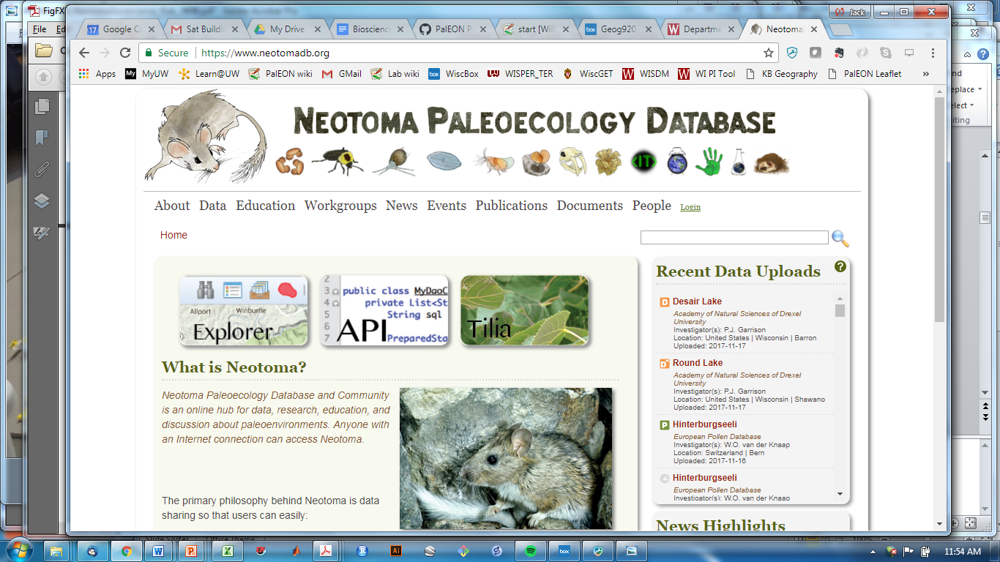 FigFX
Jack
File
Google Ca
Sat Buildin
My Drive
Bioscienc
PalEON P
start [Will
Geog920
Departme
Neotomal
Secure
https://www.neotomadb.org
Apps
MyUW
Learn@UW
PalEON wiki
GMail
Lab wiki
WiscBox
WISPER_TER
WiscGET
WISDM
WI PI Tool
KB Geography
PalEON Leaflet
»
NEOTOMA PALEOECOLOGY DATABASE
About Data Education Workgroups News Events Publications Documents People Login
Home
Allport
Winburne
Explorer
2
3 public class MyDaoC
4 private List<St
5 String sql
6
7 PreparedSta
API
Tilia
What is Neotoma?
Neotoma Paleoecology Database and Community
is an online hub for data, research, education, and
discussion about paleoenvironments. Anyone with
an Internet connection can access Neotoma.
The primary philosophy behind Neotoma is data
sharing so that users can easily:
Recent Data Uploads
Desair Lake
Academy of Natural Sciences of Drexel
University
Investigator(s): P.J. Garrison
Location: United States | Wisconsin | Barron
Uploaded: 2017-11-17
Round Lake
Academy of Natural Sciences of Drexel
University
Investigator(s): P.J. Garrison
Location: United States | Wisconsin | Shawano
Uploaded: 2017-11-17
Hinterburgseeli
European Pollen Database
Investigator(s): W.O. van der Knaap
Location: Switzerland | Bern
Uploaded: 2017-11-16
Hinterburgseeli
European Pollen Database
Investigator(s): W.O. van der Knaap
News Highlights
nd
eplace
elect
iting
11:54 AM